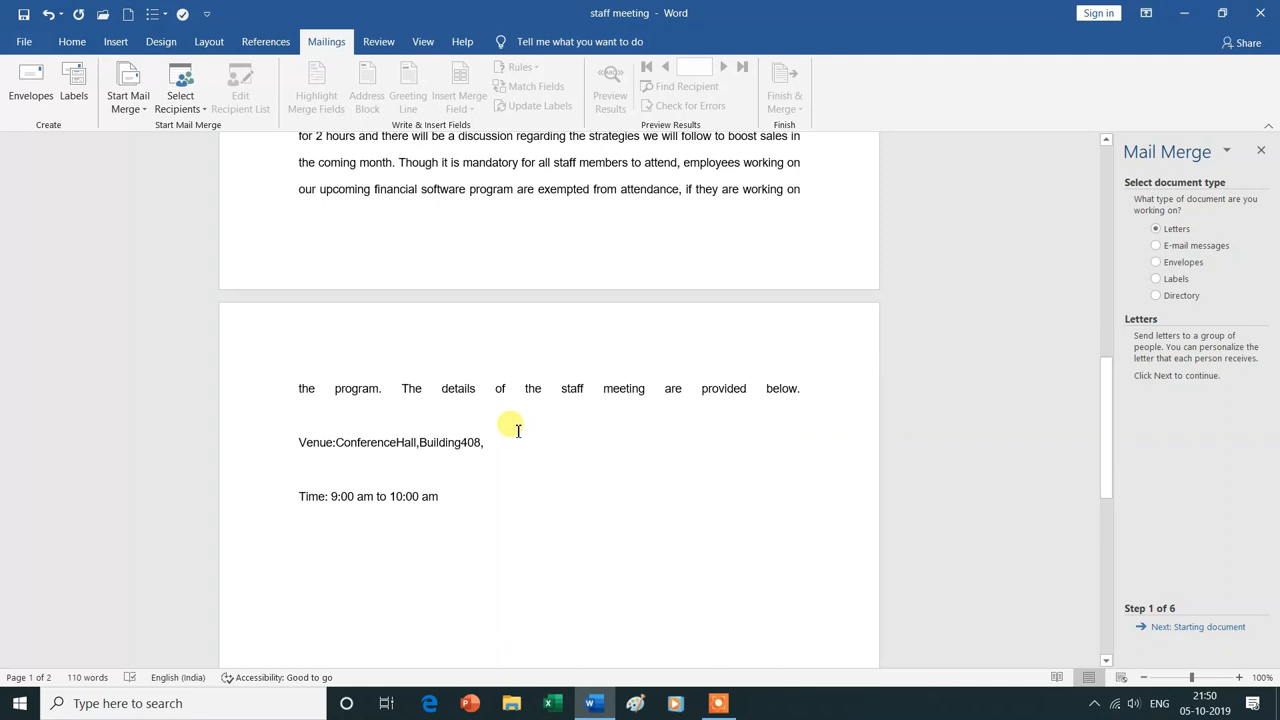 staff meeting - Word
Sign in
File Home Insert Design Layout References Mailings Review View Help Tell me what you want to do
Share
Envelopes Labels
Create
Start Mail Merge
Select Recipients
Edit Recipient List
Start Mail Merge
Highlight Merge Fields
Address Block
Greeting Line
Insert Merge Field
Rules
Match Fields
Update Labels
Write & Insert Fields
ABC
Preview Results
Find Recipient
Check for Errors
Preview Results
Finish & Merge
Finish
for 2 hours and there will be a discussion regarding the strategies we will follow to boost sales in
the coming month. Though it is mandatory for all staff members to attend, employees working on
our upcoming financial software program are exempted from attendance, if they are working on
the program. The details of the staff meeting are provided below.
Venue:ConferenceHall,Building408,
Time: 9:00 am to 10:00 am
Mail Merge
Select document type
What type of document are you
working on?
Letters
E-mail messages
Envelopes
Labels
Directory
Letters
Send letters to a group of
people. You can personalize the
letter that each person receives.
Click Next to continue.
Step 1 of 6
Next: Starting document
Page 1 of 2 110 words English (India) Accessibility: Good to go
100%
Type here to search
ENG
21:50
05-10-2019